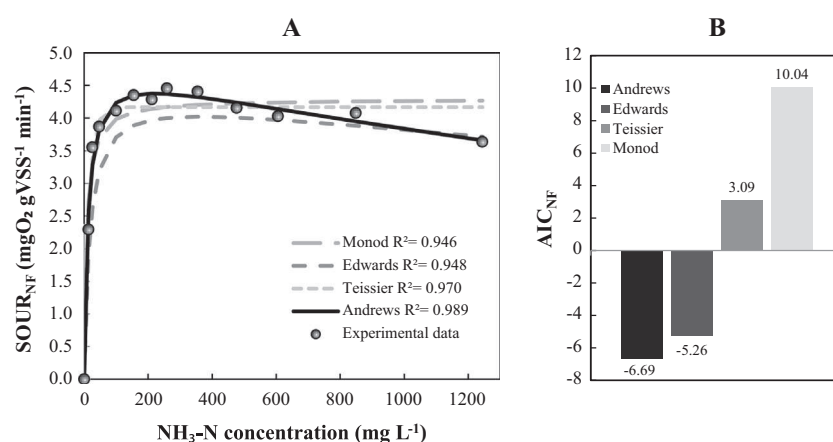 A
SOUR_NF (mgO₂ gVSS⁻¹ min⁻¹)
5.0
4.5
4.0
3.5
3.0
2.5
2.0
1.5
1.0
0.5
0.0
Monod R²= 0.946
Edwards R²= 0.948
Teissier R²= 0.970
Andrews R²= 0.989
Experimental data
0 200 400 600 800 1000 1200
NH₃-N concentration (mg L⁻¹)
B
AIC_NF
12
10
8
6
4
2
0
-2
-4
-6
-8
Andrews
Edwards
Teissier
Monod
10.04
3.09
-5.26
-6.69